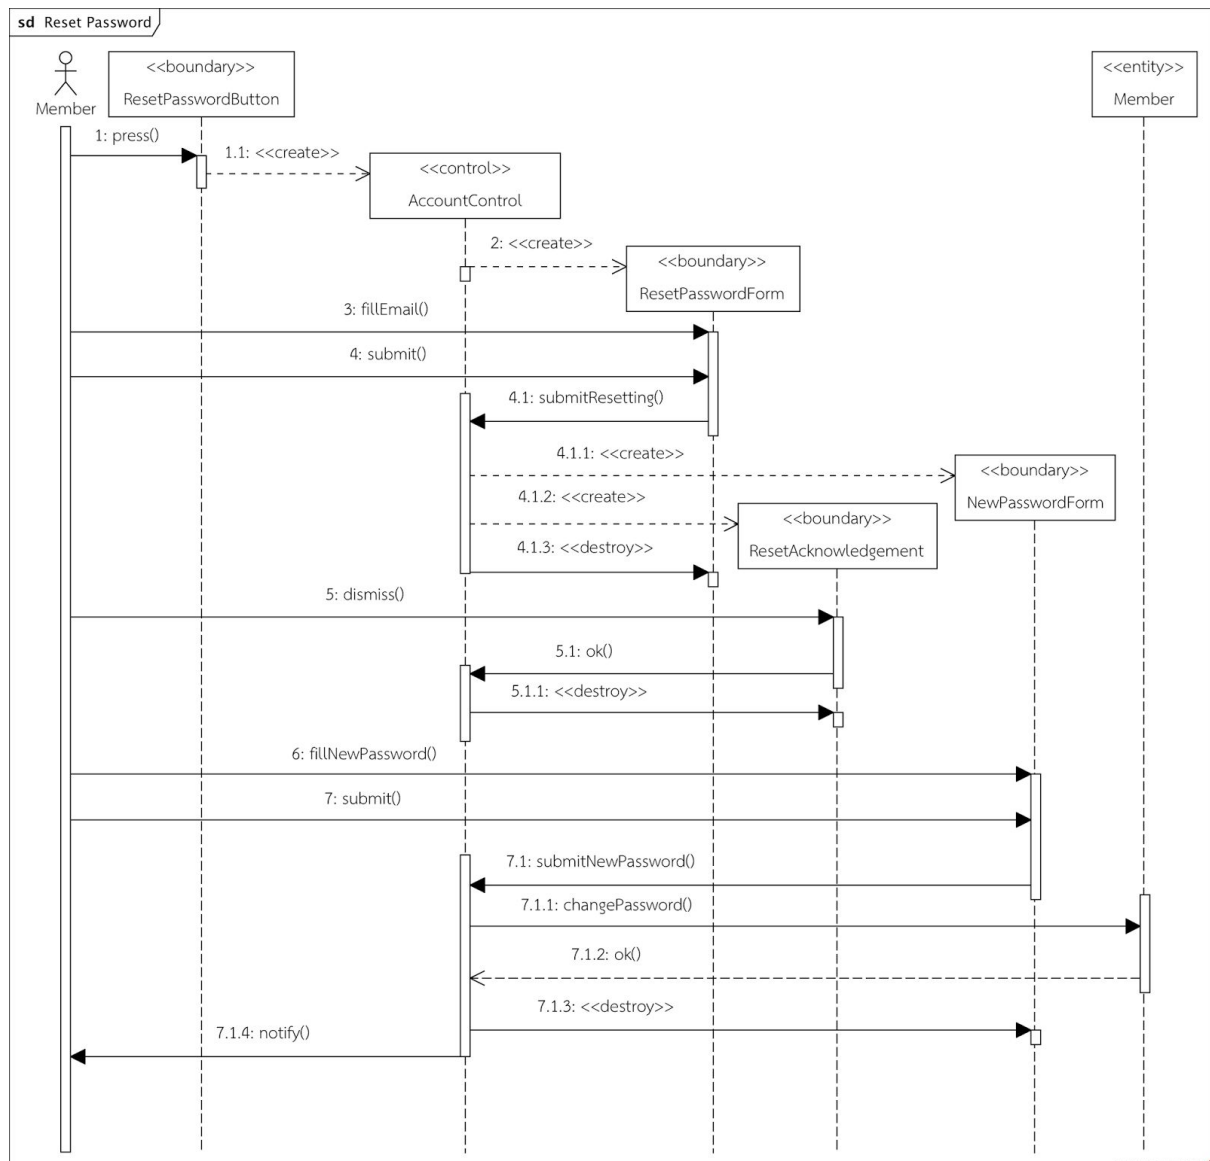 sd Reset Password
Member
<<boundary>>
ResetPasswordButton
<<entity>>
Member
1: press()
1.1: <<create>>
<<control>>
AccountControl
2: <<create>>
<<boundary>>
ResetPasswordForm
3: fillEmail()
4: submit()
4.1: submitResetting()
4.1.1: <<create>>
<<boundary>>
NewPasswordForm
4.1.2: <<create>>
<<boundary>>
ResetAcknowledgement
4.1.3: <<destroy>>
5: dismiss()
5.1: ok()
5.1.1: <<destroy>>
6: fillNewPassword()
7: submit()
7.1: submitNewPassword()
7.1.1: changePassword()
7.1.2: ok()
7.1.3: <<destroy>>
7.1.4: notify()